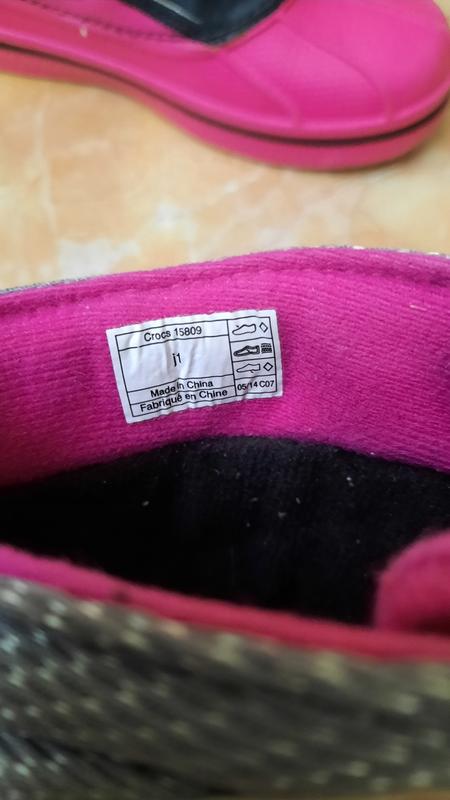 Crocs 15809
j1
Made in China
Fabriqué en Chine
05/14 C07